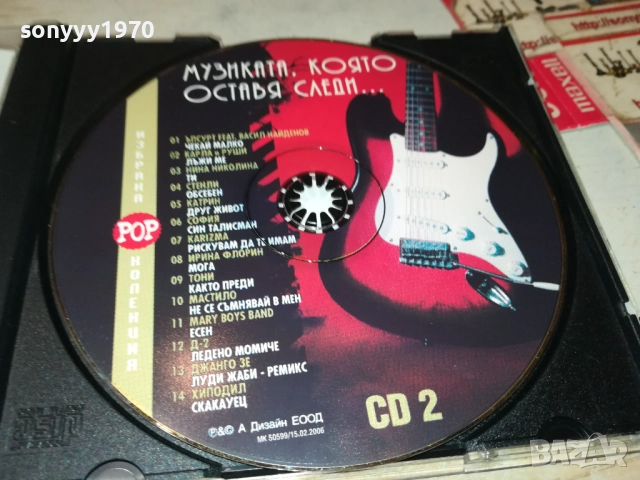 sonyyy1970
maxell
МУЗИКАТА, КОЯТО
ОСТАВЯ СЛЕДИ...
ИЗБРАНА
POP
КОЛЕКЦИЯ
01 ЪПСУРТ FEAT. ВАСИЛ НАЙДЕНОВ
ЧЕКАЙ МАЛКО
02 КАРЛА и РУШИ
ЛЪЖИ МЕ
03 НИНА НИКОЛИНА
ТИ
04 СТЕНЛИ
ОБСЕБЕН
05 КАТРИН
ДРУГ ЖИВОТ
06 СОФИЯ
СИН ТАЛИСМАН
07 KARIZMA
РИСКУВАМ ДА ТЕ ИМАМ
08 ИРИНА ФЛОРИН
МОГА
09 ТОНИ
КАКТО ПРЕДИ
10 МАСТИЛО
НЕ СЕ СЪМНЯВАЙ В МЕН
11 MARY BOYS BAND
ЕСЕН
12 Д-2
ЛЕДЕНО МОМИЧЕ
13 ДЖАНГО ЗЕ
ЛУДИ ЖАБИ - РЕМИКС
14 ХИПОДИЛ
СКАКАУЕЦ
CD 2
℗&© А Дизайн ЕООД
МК 50599/15.02.2006
BAZAR